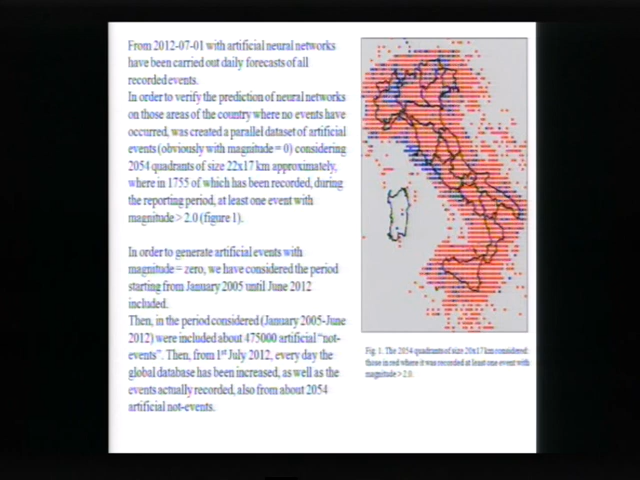 From 2012-07-01 with artificial neural networks
have been carried out daily forecasts of all
recorded events.
In order to verify the prediction of neural networks
on those areas of the country where no events have
occurred, was created a parallel dataset of artificial
events (obviously with magnitude = 0) considering
2054 quadrants of size 22x17 km approximately,
where in 1755 of which has been recorded, during
the reporting period, at least one event with
magnitude > 2.0 (figure 1).
In order to generate artificial events with
magnitude = zero, we have considered the period
starting from January 2005 until June 2012
included.
Then, in the period considered (January 2005-June
2012) were included about 475000 artificial "not-
events". Then, from 1st July 2012, every day the
global database has been increased, as well as the
events actually recorded, also from about 2054
artificial not-events.
Fig. 1. The 2054 quadrants of size 20x17 km considered:
those in red where it was recorded at least one event with
magnitude > 2.0.